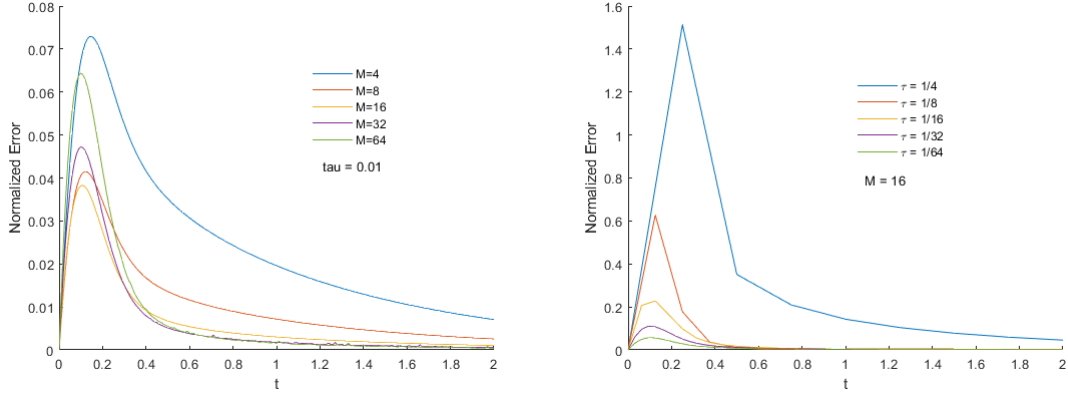 0.08
0.07
0.06
0.05
0.04
0.03
0.02
0.01
0
Normalized Error
M=4
M=8
M=16
M=32
M=64
tau = 0.01
0 0.2 0.4 0.6 0.8 1 1.2 1.4 1.6 1.8 2
t
1.6
1.4
1.2
1
0.8
0.6
0.4
0.2
0
Normalized Error
τ = 1/4
τ = 1/8
τ = 1/16
τ = 1/32
τ = 1/64
M = 16
0 0.2 0.4 0.6 0.8 1 1.2 1.4 1.6 1.8 2
t